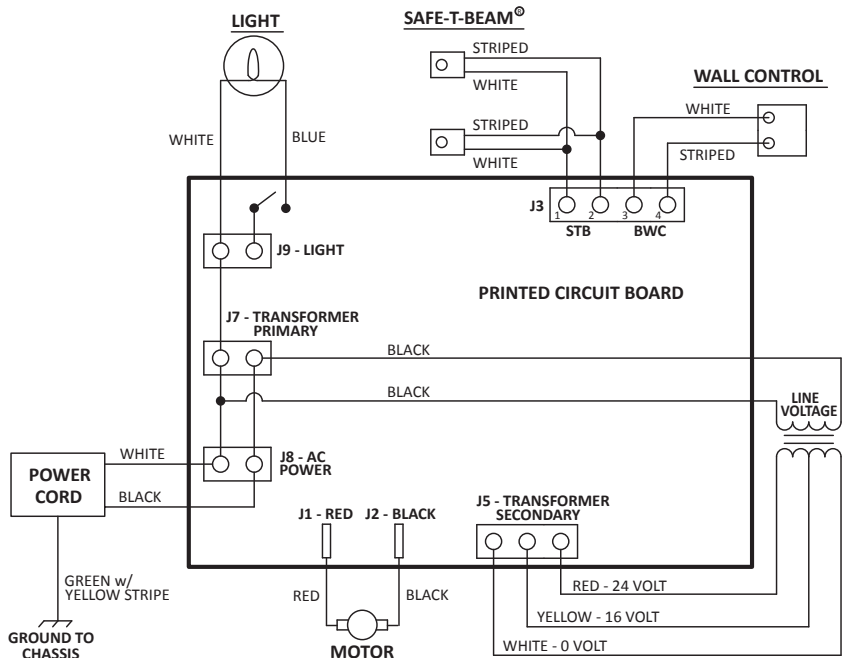 LIGHT
SAFE-T-BEAM®
STRIPED
WHITE
WALL CONTROL
WHITE
STRIPED
STRIPED
WHITE
WHITE
BLUE
J3
1 2 3 4
STB BWC
J9 - LIGHT
PRINTED CIRCUIT BOARD
J7 - TRANSFORMER
PRIMARY
BLACK
BLACK
LINE
VOLTAGE
WHITE
J8 - AC
POWER
POWER
CORD
BLACK
J1 - RED J2 - BLACK
J5 - TRANSFORMER
SECONDARY
GREEN w/
YELLOW STRIPE
RED
BLACK
RED - 24 VOLT
YELLOW - 16 VOLT
WHITE - 0 VOLT
GROUND TO
CHASSIS
MOTOR